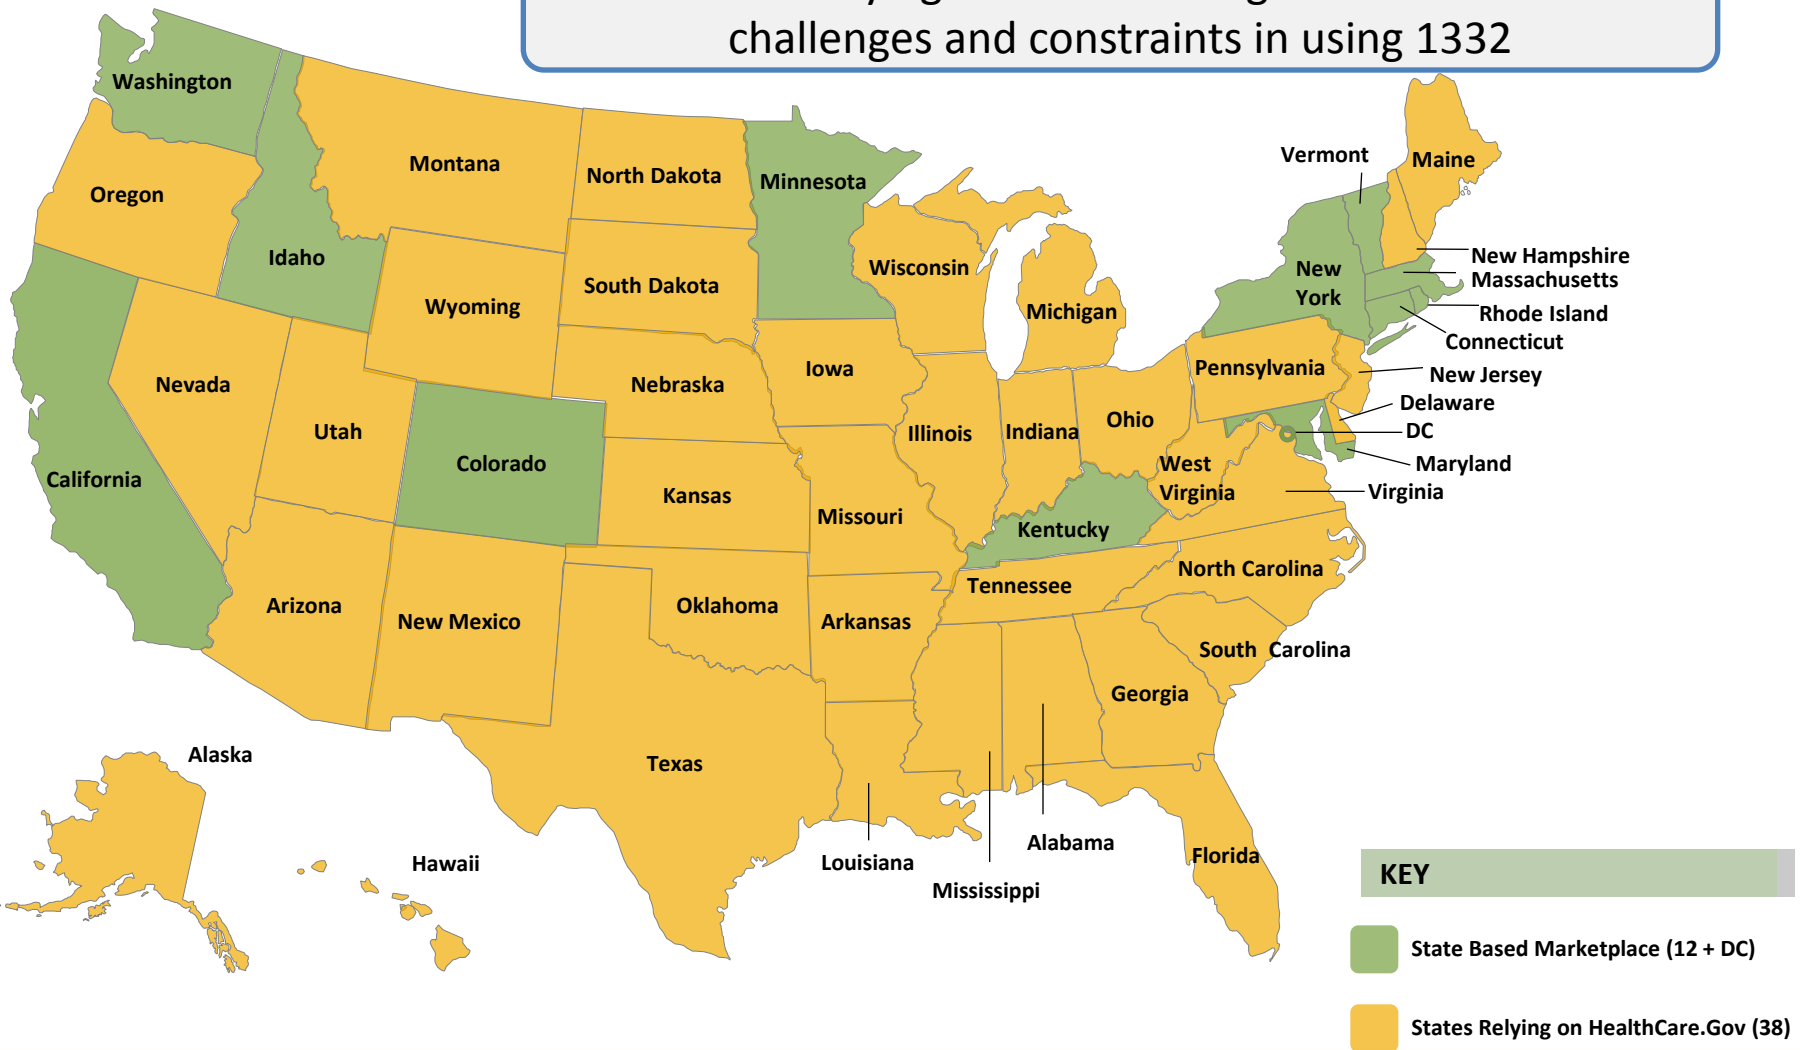 challenges and constraints in using 1332
Washington
Montana
North Dakota
Minnesota
Vermont
Maine
Oregon
Idaho
Wyoming
South Dakota
Wisconsin
Michigan
New
York
New Hampshire
Massachusetts
Rhode Island
Connecticut
Nevada
Utah
Colorado
Nebraska
Iowa
Illinois
Indiana
Ohio
Pennsylvania
New Jersey
Delaware
DC
Maryland
California
Kansas
Missouri
Kentucky
West
Virginia
Virginia
Arizona
New Mexico
Oklahoma
Arkansas
Tennessee
North Carolina
South Carolina
Georgia
Texas
Alaska
Hawaii
Louisiana
Mississippi
Alabama
Florida
KEY
State Based Marketplace (12 + DC)
States Relying on HealthCare.Gov (38)